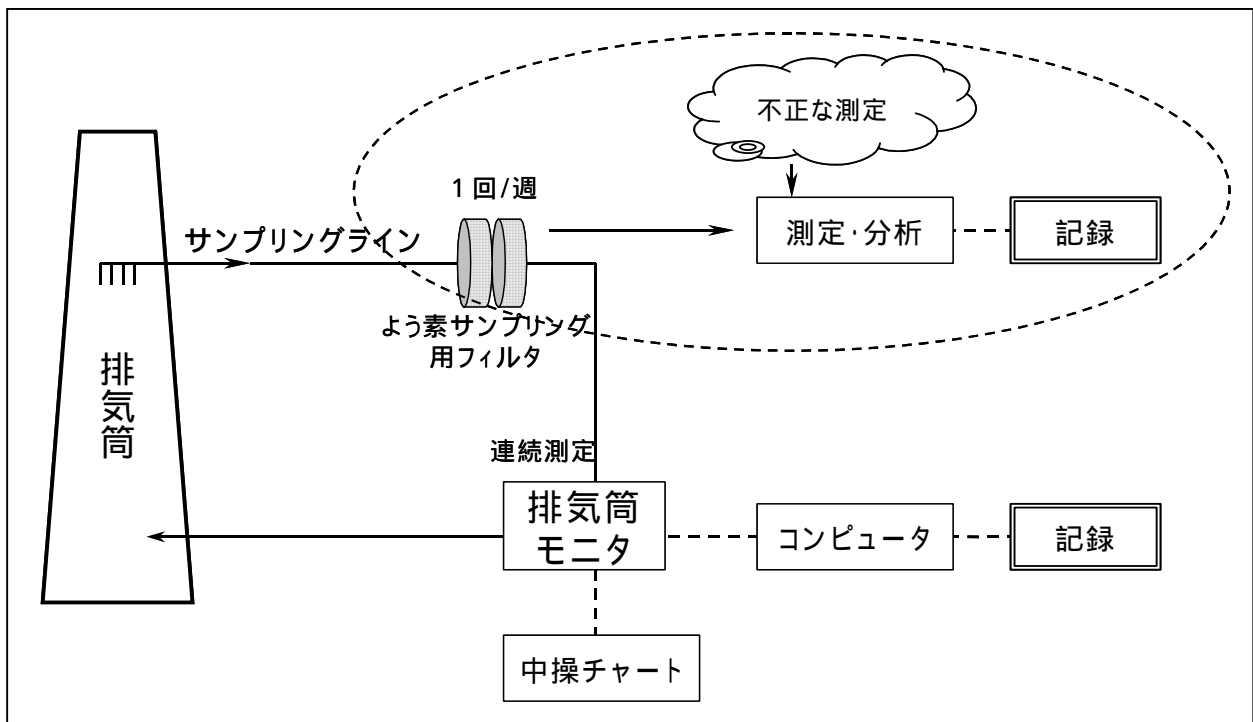 不正な測定
1回/週
サンプリングライン
測定・分析
記録
よう素サンプリング
用フィルタ
排気筒
連続測定
排気筒
モニタ
コンピュータ
記録
中操チャート